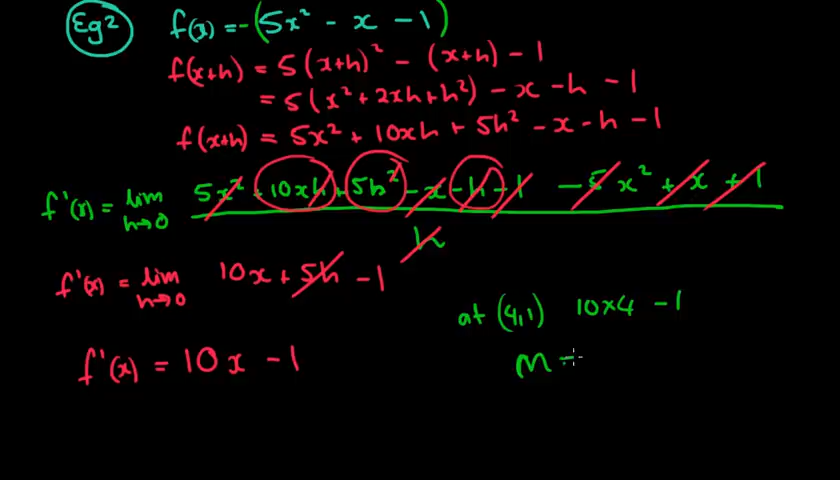 Eg2 f(x) = -(5x² - x - 1)
f(x+h) = 5(x+h)² - (x+h) - 1
= 5(x² + 2xh + h²) - x - h - 1
f(x+h) = 5x² + 10xh + 5h² - x - h - 1
5x² + 10xh + 5h² - x - h - 1 - 5x² + x + 1
f'(x) = lim h→0
h
f'(x) = lim h→0 10x + 5h - 1
at (4,1) 10×4 - 1
f'(x) = 10x - 1
m =